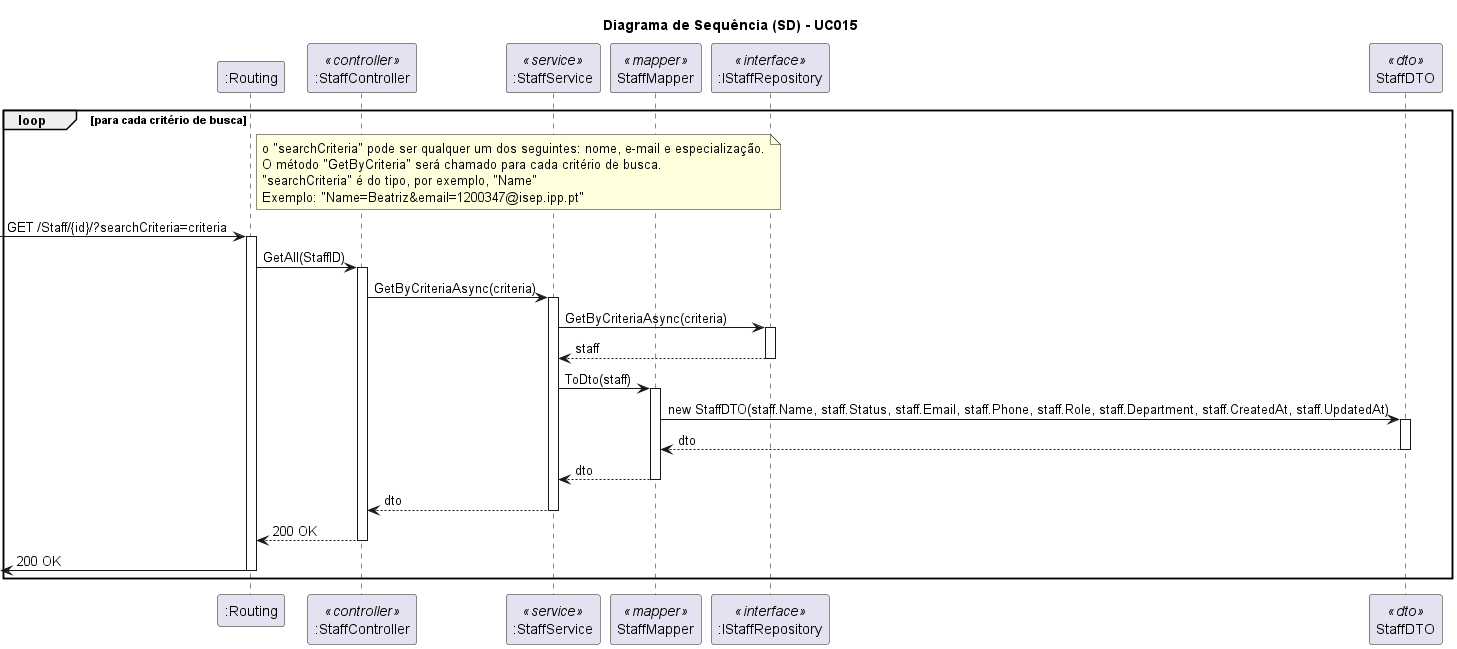 Diagrama de Sequência (SD) - UC015
«controller»
«service»
«mapper»
«interface»
«dto»
:Routing
:StaffController
:StaffService
StaffMapper
:IStaffRepository
StaffDTO
loop
[para cada critério de busca]
o "searchCriteria" pode ser qualquer um dos seguintes: nome, e-mail e especialização.
O método "GetByCriteria" será chamado para cada critério de busca.
"searchCriteria" é do tipo, por exemplo, "Name"
Exemplo: "Name=Beatriz&email=1200347@isep.ipp.pt"
GET /Staff/{id}/?searchCriteria=criteria
GetAll(StaffID)
GetByCriteriaAsync(criteria)
GetByCriteriaAsync(criteria)
staff
ToDto(staff)
new StaffDTO(staff.Name, staff.Status, staff.Email, staff.Phone, staff.Role, staff.Department, staff.CreatedAt, staff.UpdatedAt)
dto
dto
dto
200 OK
200 OK
:Routing
«controller»
:StaffController
«service»
:StaffService
«mapper»
StaffMapper
«interface»
:IStaffRepository
«dto»
StaffDTO